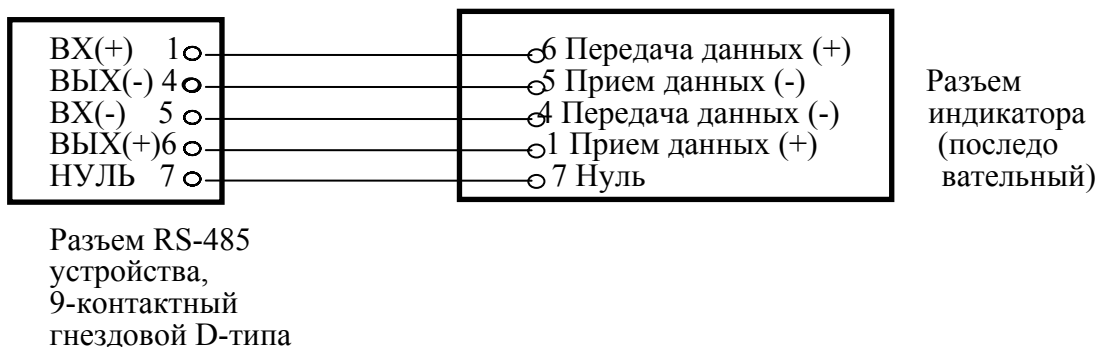 ВХ(+) 1
ВЫХ(-) 4
ВХ(-) 5
ВЫХ(+)6
НУЛЬ 7
6 Передача данных (+)
5 Прием данных (-)
4 Передача данных (-)
1 Прием данных (+)
7 Нуль
Разъем
индикатора
(последо
вательный)
Разъем RS-485
устройства,
9-контактный
гнездовой D-типа